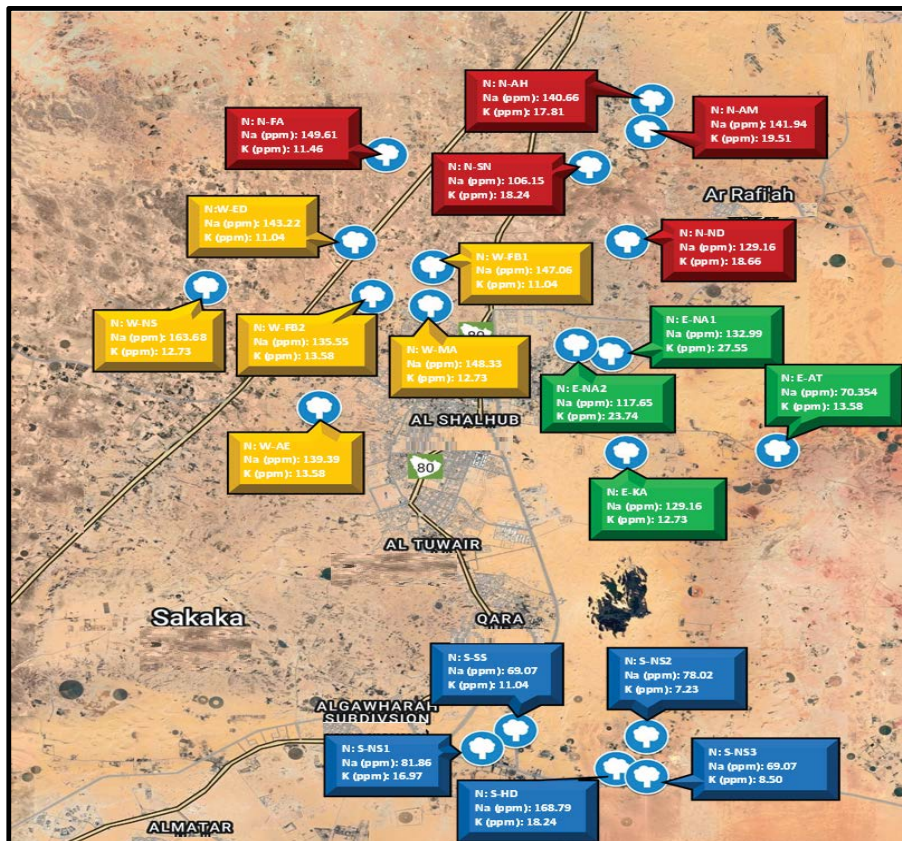 N: N-AH
Na (ppm): 140.66
K (ppm): 17.81
N: N-FA
Na (ppm): 149.61
K (ppm): 11.46
N: N-AM
Na (ppm): 141.94
K (ppm): 19.51
N: N-SN
Na (ppm): 106.15
K (ppm): 18.24
Ar Rafi'ah
N:W-ED
Na (ppm): 143.22
K (ppm): 11.04
N: N-ND
Na (ppm): 129.16
K (ppm): 18.66
N: W-FB1
Na (ppm): 147.06
K (ppm): 11.04
N: W-NS
Na (ppm): 163.68
K (ppm): 12.73
N: W-FB2
Na (ppm): 135.55
K (ppm): 13.58
80
N: W-MA
Na (ppm): 148.33
K (ppm): 12.73
N: E-NA1
Na (ppm): 132.99
K (ppm): 27.55
N: E-NA2
Na (ppm): 117.65
K (ppm): 23.74
N: E-AT
Na (ppm): 70.354
K (ppm): 13.58
AL SHALHUB
N: W-AE
Na (ppm): 139.39
K (ppm): 13.58
80
N: E-KA
Na (ppm): 129.16
K (ppm): 12.73
AL TUWAIR
Sakaka
QARA
N: S-SS
Na (ppm): 69.07
K (ppm): 11.04
N: S-NS2
Na (ppm): 78.02
K (ppm): 7.23
ALGAWHARAH
SUBDIVSION
N: S-NS1
Na (ppm): 81.86
K (ppm): 16.97
N: S-NS3
Na (ppm): 69.07
K (ppm): 8.50
N: S-HD
Na (ppm): 168.79
K (ppm): 18.24
ALMATAR